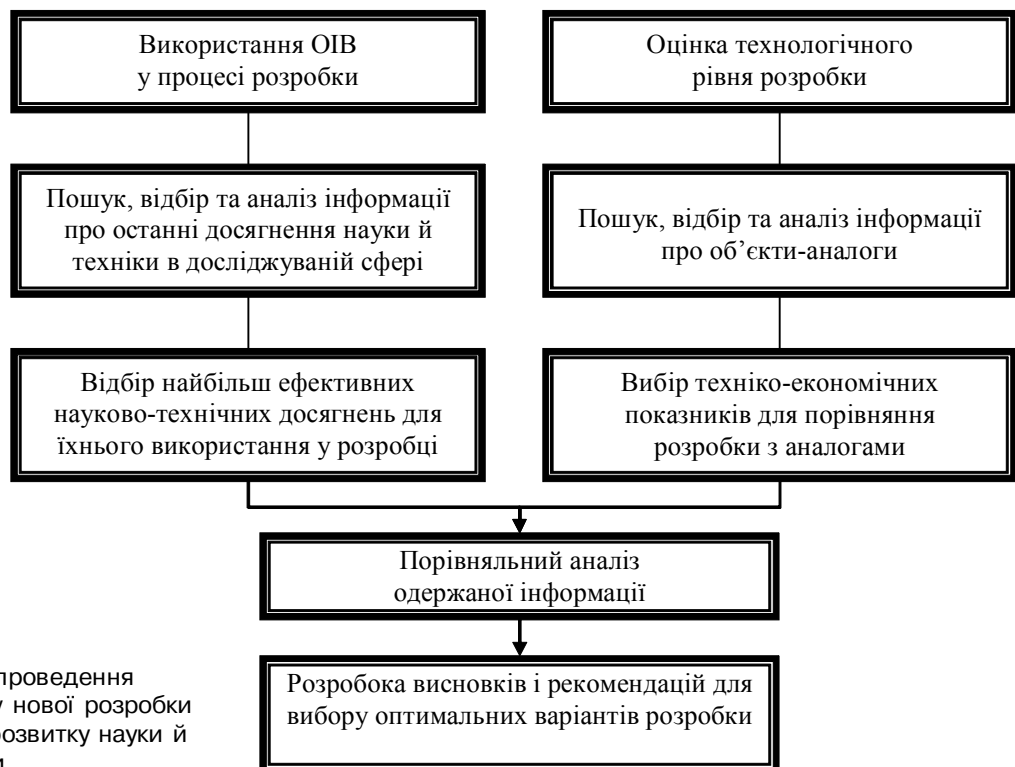 Використання ОІВ
у процесі розробки
Оцінка технологічного
рівня розробки
Пошук, відбір та аналіз інформації
про останні досягнення науки й
техніки в досліджуваній сфері
Пошук, відбір та аналіз інформації
про об’єкти-аналоги
Відбір найбільш ефективних
науково-технічних досягнень для
їхнього використання у розробці
Вибір техніко-економічних
показників для порівняння
розробки з аналогами
Порівняльний аналіз
одержаної інформації
Розробока висновків і рекомендацій для
вибору оптимальних варіантів розробки
проведення
у нової розробки
розвитку науки й